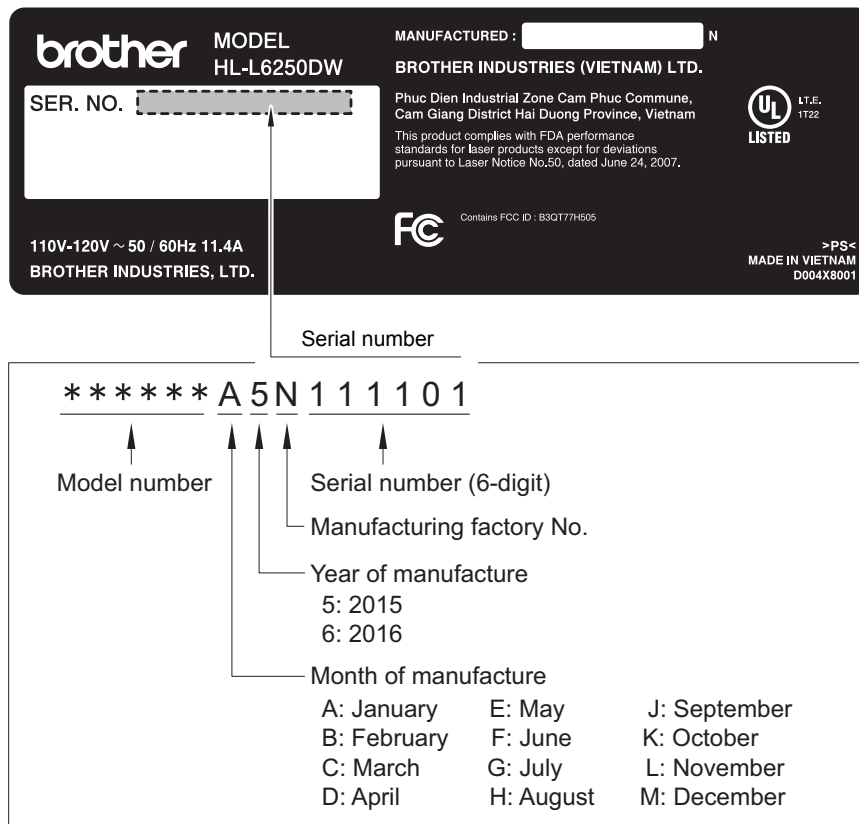 brother
MODEL
HL-L6250DW
SER. NO.
110V-120V ~ 50 / 60Hz 11.4A
BROTHER INDUSTRIES, LTD.
MANUFACTURED : N
BROTHER INDUSTRIES (VIETNAM) LTD.
Phuc Dien Industrial Zone Cam Phuc Commune,
Cam Giang District Hai Duong Province, Vietnam
This product complies with FDA performance
standards for laser products except for deviations
pursuant to Laser Notice No.50, dated June 24, 2007.
FC
Contains FCC ID : B3QT77H505
UL
LISTED
I.T.E.
1T22
>PS<
MADE IN VIETNAM
D004X8001
Serial number
******A5N111101
Model number
Serial number (6-digit)
Manufacturing factory No.
Year of manufacture
5: 2015
6: 2016
Month of manufacture
A: January E: May J: September
B: February F: June K: October
C: March G: July L: November
D: April H: August M: December